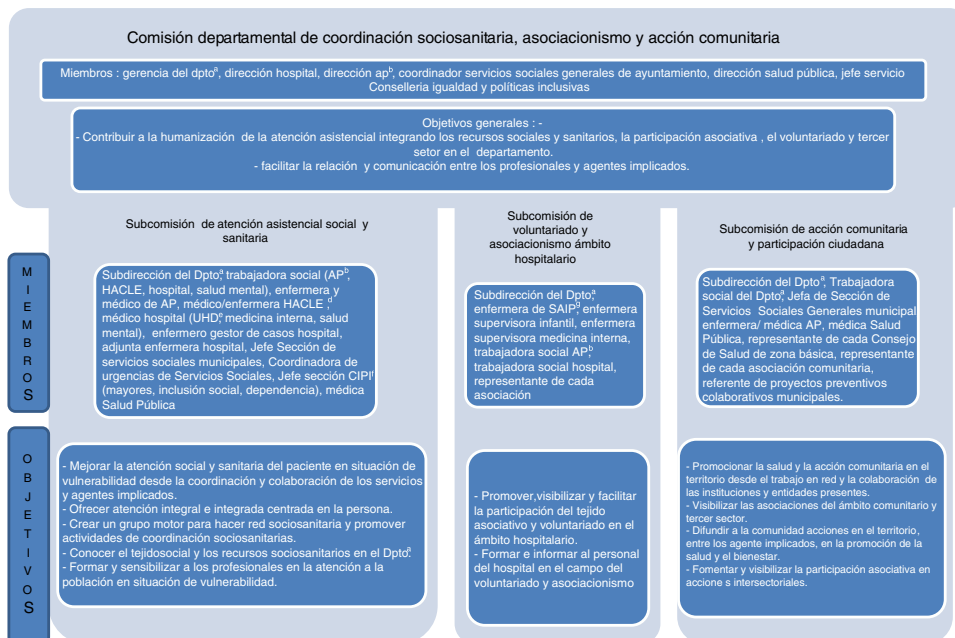 Comisión departamental de coordinación sociosanitaria, asociacionismo y acción comunitaria
Miembros : gerencia del dptoª, dirección hospital, dirección apᵇ, coordinador servicios sociales generales de ayuntamiento, dirección salud pública, jefe servicio
Conselleria igualdad y políticas inclusivas
Objetivos generales : -
- Contribuir a la humanización de la atención asistencial integrando los recursos sociales y sanitarios, la participación asociativa , el voluntariado y tercer
setor en el departamento.
- facilitar la relación y comunicación entre los profesionales y agentes implicados.
Subcomisión de atención asistencial social y
sanitaria
Subcomisión de
voluntariado y
asociacionismo ámbito
hospitalario
Subcomisión de acción comunitaria
y participación ciudadana
MIEMBROS
Subdirección del Dptoª, trabajadora social (APᵇ,
HACLE, hospital, salud mental), enfermera y
médico de AP, médico/enfermera HACLEᵈ,
médico hospital (UHDᵉ, medicina interna, salud
mental), enfermero gestor de casos hospital,
adjunta enfermera hospital, Jefe Sección de
servicios sociales municipales, Coordinadora de
urgencias de Servicios Sociales, Jefe sección CIPIᶠ
(mayores, inclusión social, dependencia), médica
Salud Pública
Subdirección del Dptoª,
enfermera de SAIPᵍ, enfermera
supervisora infantil, enfermera
supervisora medicina interna,
trabajadora social APᵇ,
trabajadora social hospital,
representante de cada
asociación
Subdirección del Dptoª, Trabajadora
social del Dptoª, Jefa de Sección de
Servicios Sociales Generales municipal
enfermera/ médica AP, médica Salud
Pública, representante de cada Consejo
de Salud de zona básica, representante
de cada asociación comunitaria,
referente de proyectos preventivos
colaborativos municipales.
OBJETIVOS
- Mejorar la atención social y sanitaria del paciente en situación de
vulnerabilidad desde la coordinación y colaboración de los servicios
y agentes implicados.
- Ofrecer atención integral e integrada centrada en la persona.
- Crear un grupo motor para hacer red sociosanitaria y promover
actividades de coordinación sociosanitarias.
- Conocer el tejidosocial y los recursos sociosanitarios en el Dptoª.
- Formar y sensibilizar a los profesionales en la atención a la
población en situación de vulnerabilidad.
- Promover,visibilizar y facilitar
la participación del tejido
asociativo y voluntariado en el
ámbito hospitalario.
- Formar e informar al personal
del hospital en el campo del
voluntariado y asociacionismo
- Promocionar la salud y la acción comunitaria en el
territorio desde el trabajo en red y la colaboración de
las instituciones y entidades presentes.
- Visibilizar las asociaciones del ámbito comunitario y
tercer sector.
- Difundir a la comunidad acciones en el territorio,
entre los agente implicados, en la promoción de la
salud y el bienestar.
- Fomentar y visibilizar la participación asociativa en
accione s intersectoriales.